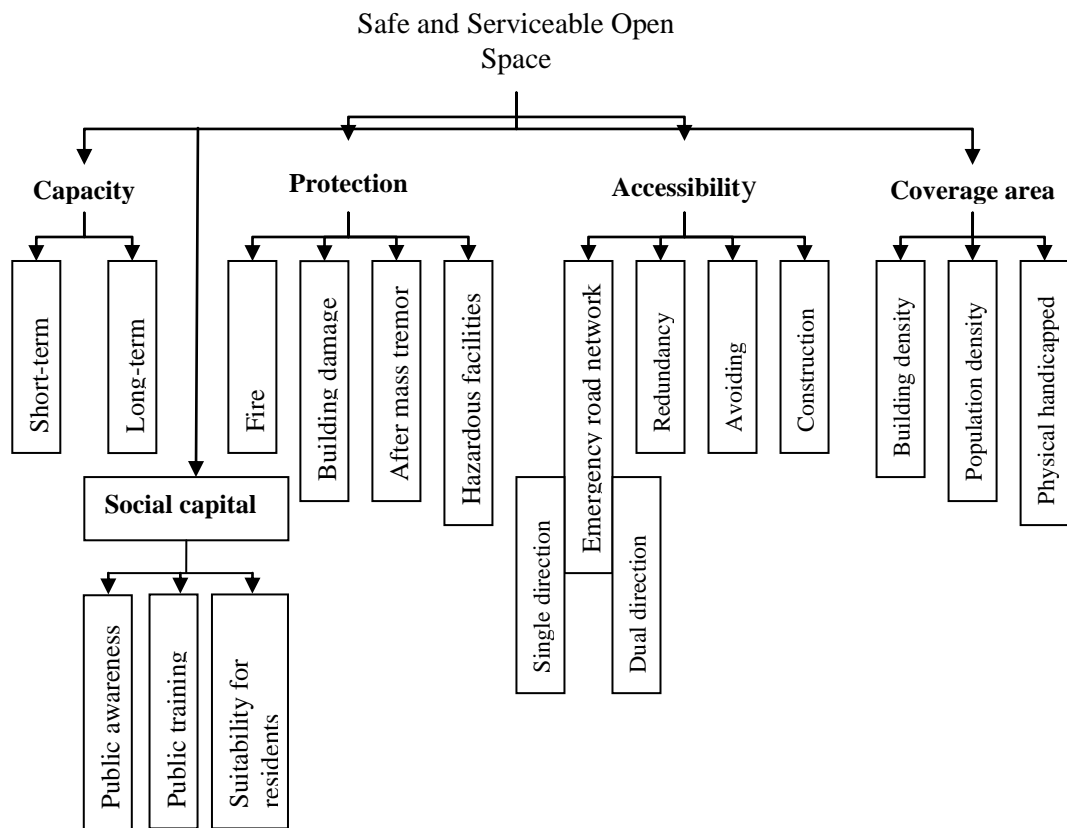 Safe and Serviceable Open
Space
Capacity
Protection
Accessibility
Coverage area
Short-term
Long-term
Fire
Building damage
After mass tremor
Hazardous facilities
Emergency road network
Redundancy
Avoiding
Construction
Building density
Population density
Physical handicapped
Social capital
Single direction
Dual direction
Public awareness
Public training
Suitability for
residents